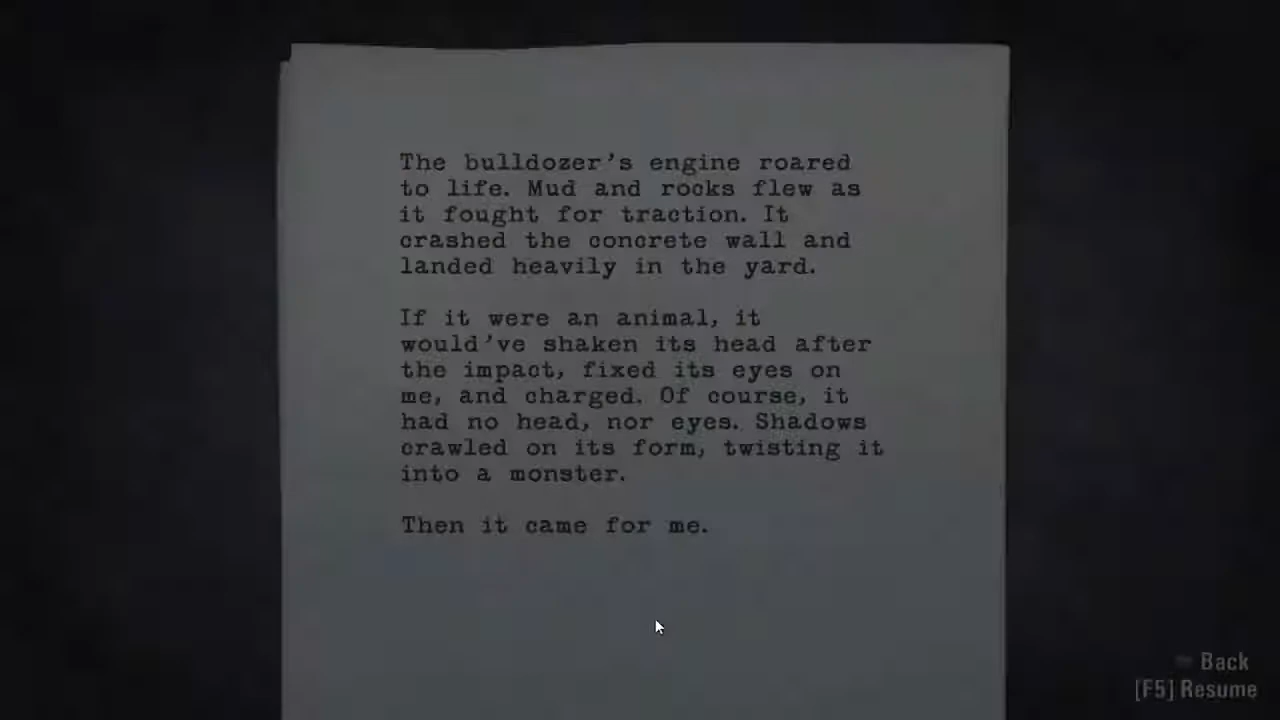 The bulldozer's engine roared
to life. Mud and rocks flew as
it fought for traction. It
crashed the concrete wall and
landed heavily in the yard.
If it were an animal, it
would've shaken its head after
the impact, fixed its eyes on
me, and charged. Of course, it
had no head, nor eyes. Shadows
crawled on its form, twisting it
into a monster.
Then it came for me.
Back
[F5] Resume